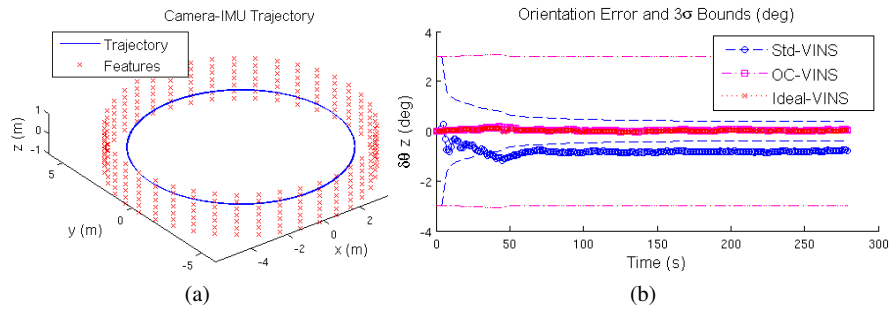 Camera-IMU Trajectory
Trajectory
Features
z (m)
1
0
-1
5
0
-5
y (m)
-4
-2
0
2
x (m)
(a)
Orientation Error and 3σ Bounds (deg)
Std-VINS
OC-VINS
Ideal-VINS
δθ z (deg)
4
2
0
-2
-4
0
50
100
150
200
250
300
Time (s)
(b)